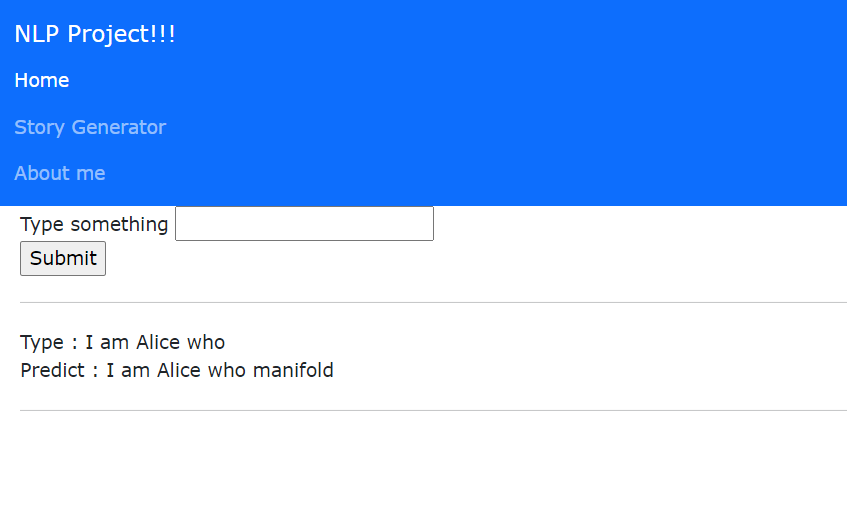 NLP Project!!!
Home
Story Generator
About me
Type something
Submit
Type : I am Alice who
Predict : I am Alice who manifold